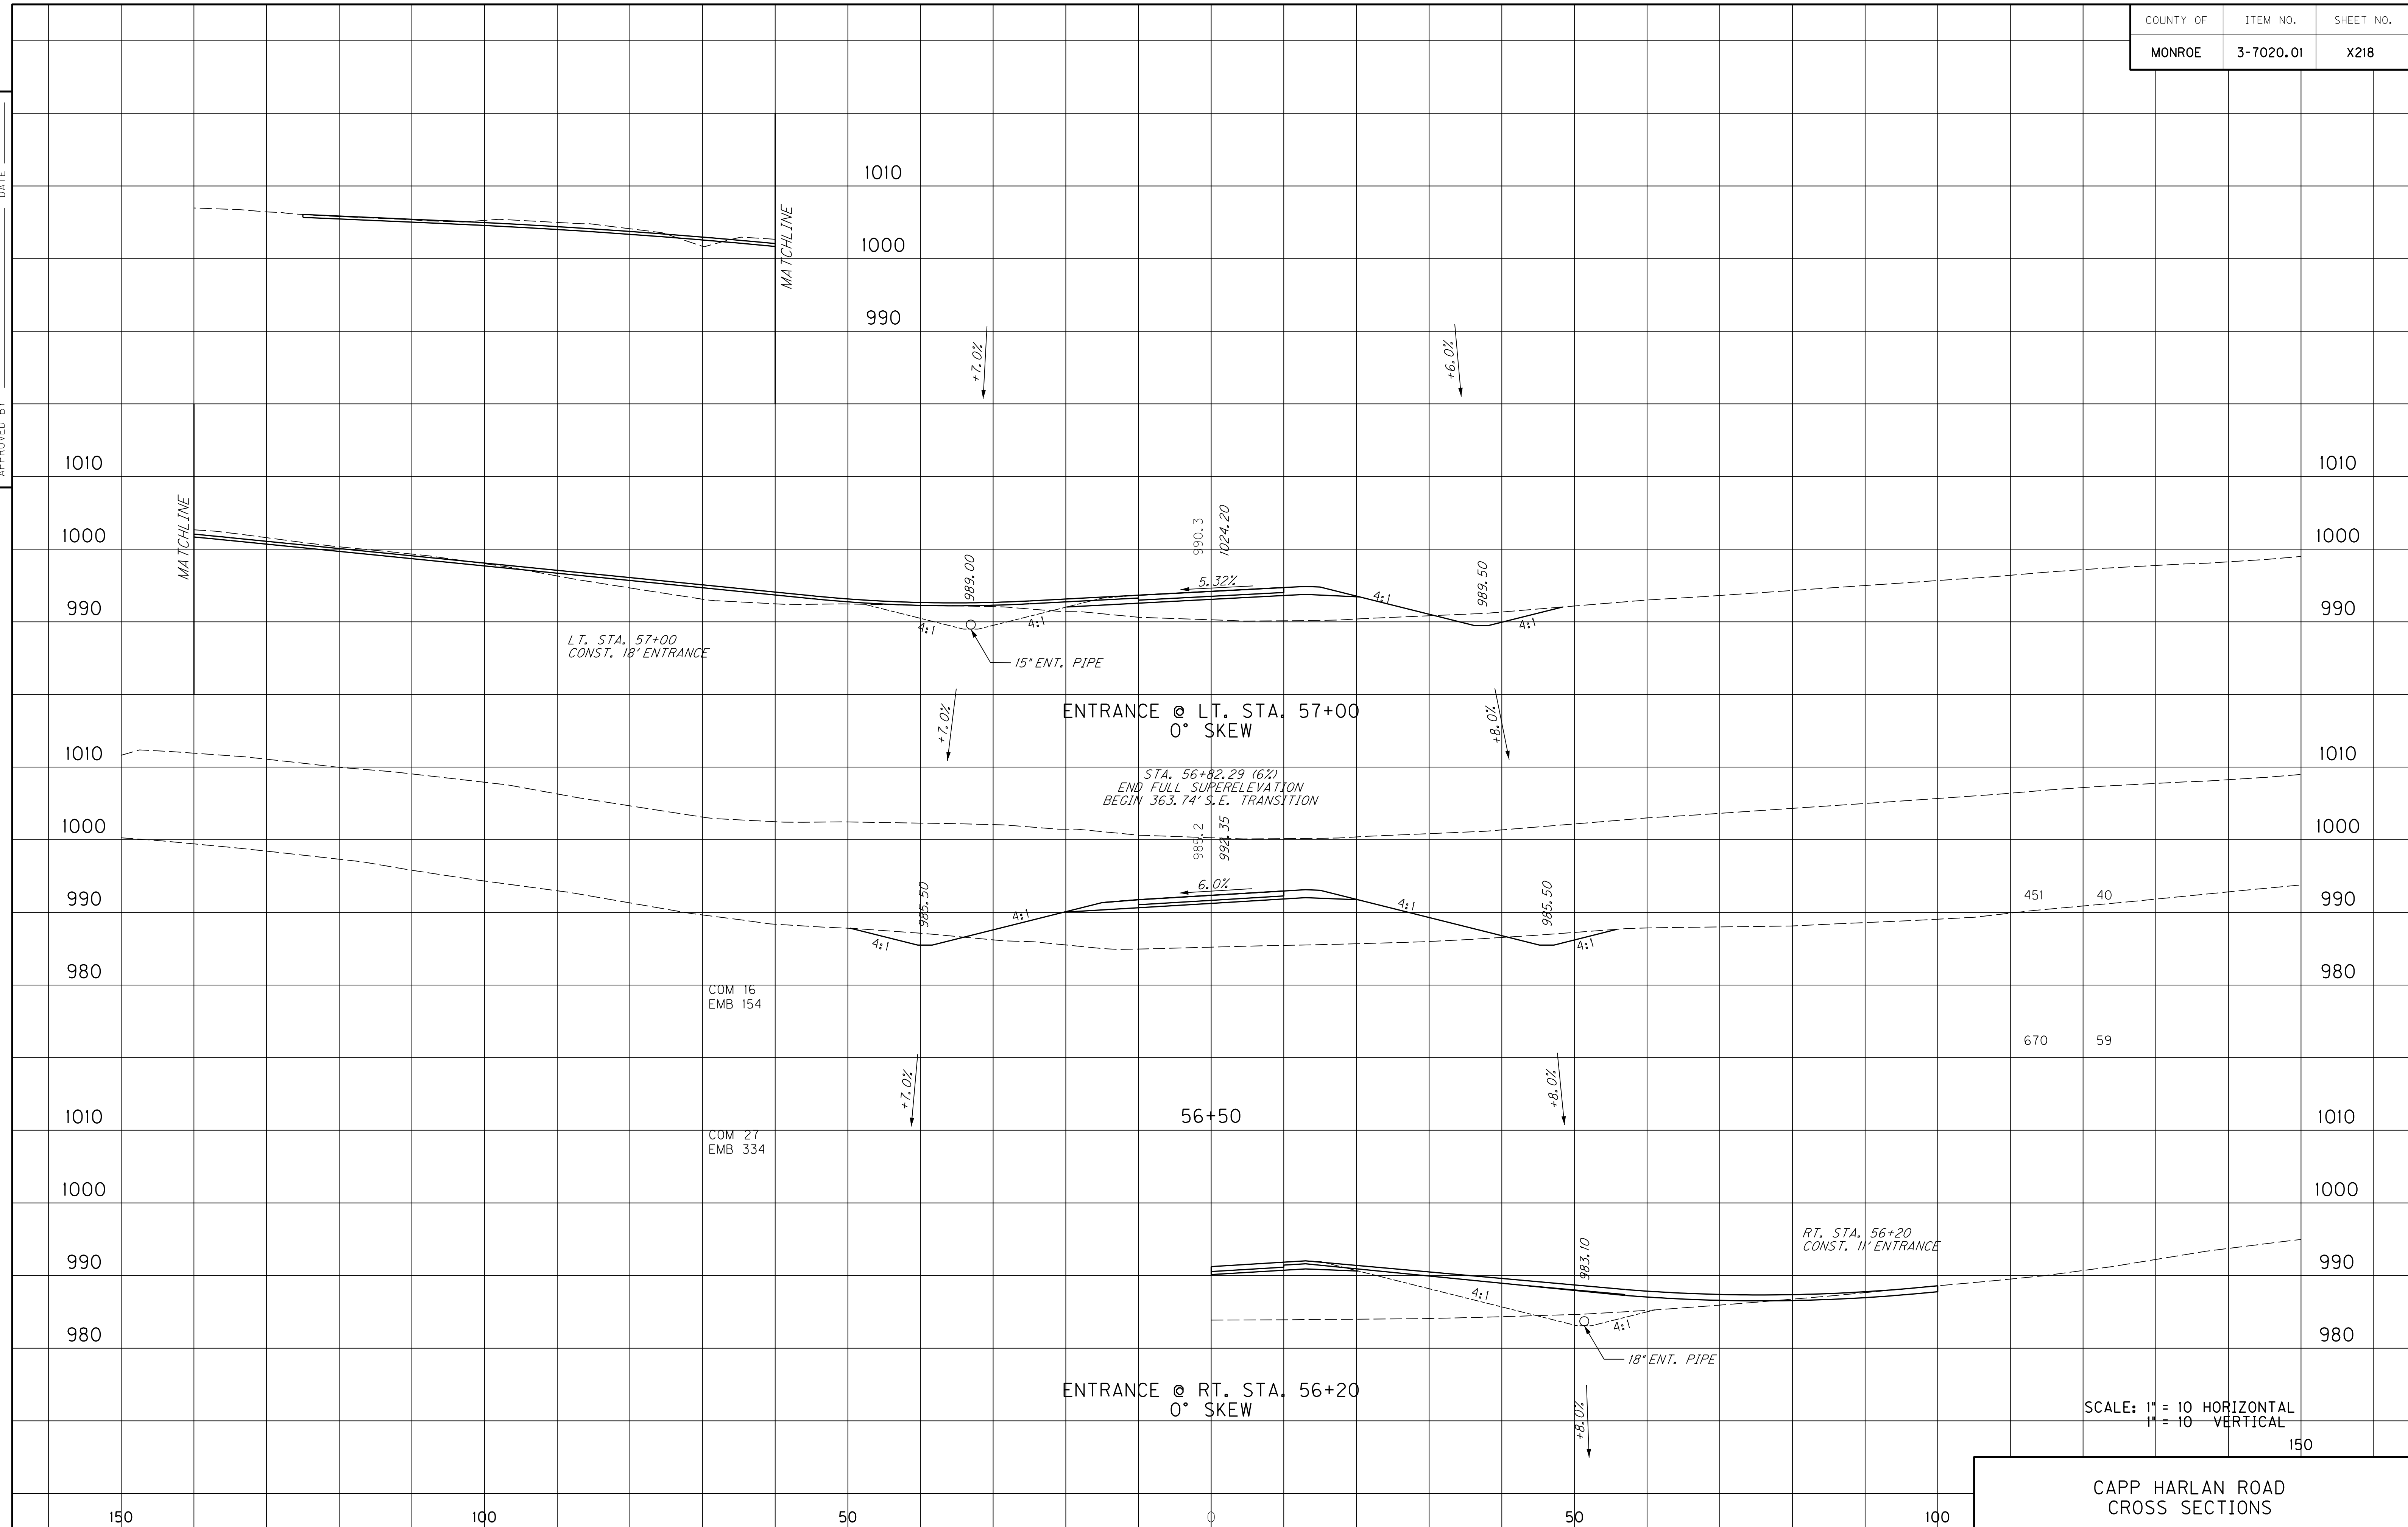 COUNTY OF ITEM NO. SHEET NO.
MONROE 3-7020.01 X218
DATE
APPROVED BY
1010
1000
990
MATCHLINE
+7.0%
+6.0%
1010 1010
1000 1000
990 990
MATCHLINE
990.3
1024.20
989.00
5.32%
989.50
4:1
4:1
4:1
4:1
LT. STA. 57+00
CONST. 18' ENTRANCE
15" ENT. PIPE
ENTRANCE @ LT. STA. 57+00
0° SKEW
+7.0%
+8.0%
1010 1010
STA. 56+82.29 (6%)
END FULL SUPERELEVATION
BEGIN 363.74' S.E. TRANSITION
1000 1000
985.2
992.35
985.50
6.0%
985.50
990 451 40 990
4:1
4:1
4:1
4:1
980 980
COM 16
EMB 154
670 59
+7.0%
+8.0%
1010 56+50 1010
COM 27
EMB 334
1000 1000
RT. STA. 56+20
CONST. 11' ENTRANCE
990 983.10 990
4:1
4:1
980 980
18" ENT. PIPE
ENTRANCE @ RT. STA. 56+20
0° SKEW
+8.0%
SCALE: 1" = 10 HORIZONTAL
1" = 10 VERTICAL
150
CAPP HARLAN ROAD
CROSS SECTIONS
150 100 50 0 50 100